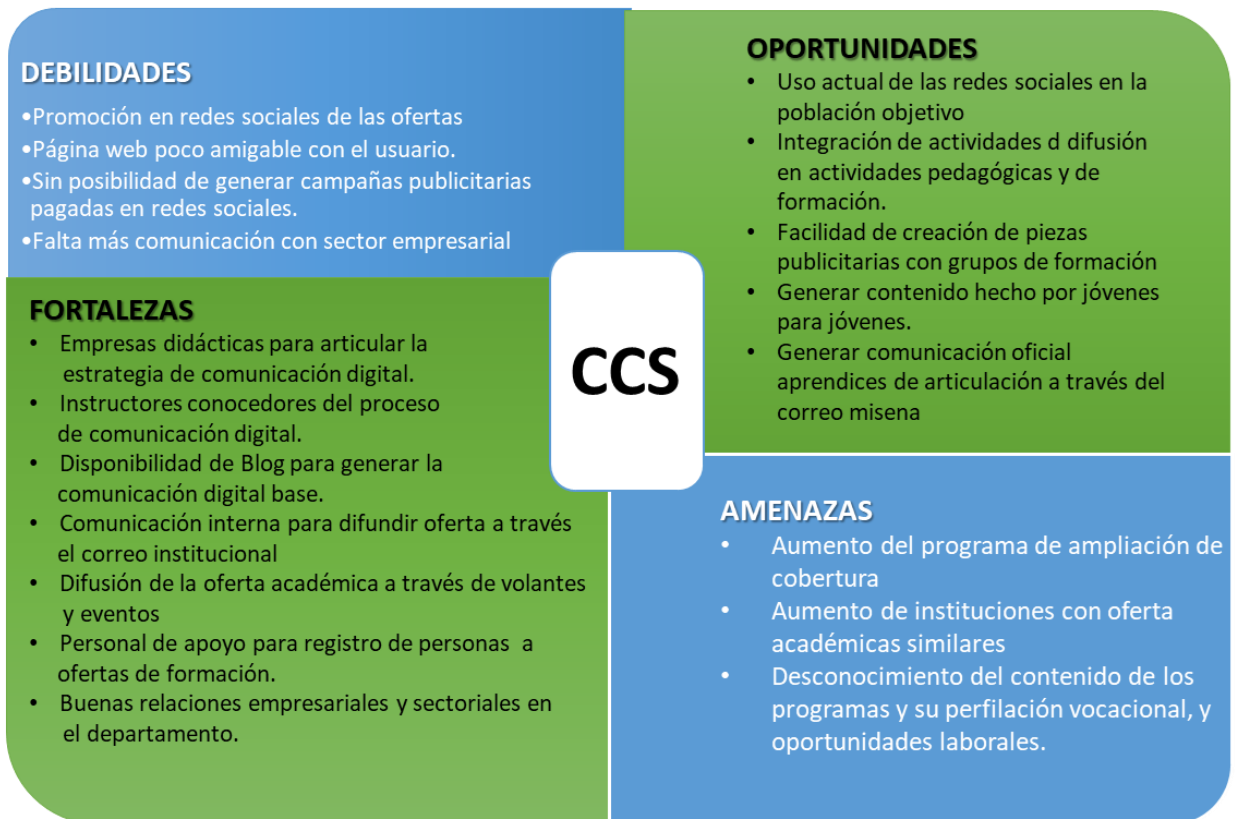 DEBILIDADES
•Promoción en redes sociales de las ofertas
•Página web poco amigable con el usuario.
•Sin posibilidad de generar campañas publicitarias
pagadas en redes sociales.
•Falta más comunicación con sector empresarial
OPORTUNIDADES
• Uso actual de las redes sociales en la
población objetivo
• Integración de actividades d difusión
en actividades pedagógicas y de
formación.
• Facilidad de creación de piezas
publicitarias con grupos de formación
• Generar contenido hecho por jóvenes
para jóvenes.
• Generar comunicación oficial
aprendices de articulación a través del
correo misena
FORTALEZAS
• Empresas didácticas para articular la
estrategia de comunicación digital.
• Instructores conocedores del proceso
de comunicación digital.
• Disponibilidad de Blog para generar la
comunicación digital base.
• Comunicación interna para difundir oferta a través
el correo institucional
• Difusión de la oferta académica a través de volantes
y eventos
• Personal de apoyo para registro de personas a
ofertas de formación.
• Buenas relaciones empresariales y sectoriales en
el departamento.
CCS
AMENAZAS
• Aumento del programa de ampliación de
cobertura
• Aumento de instituciones con oferta
académicas similares
• Desconocimiento del contenido de los
programas y su perfilación vocacional, y
oportunidades laborales.